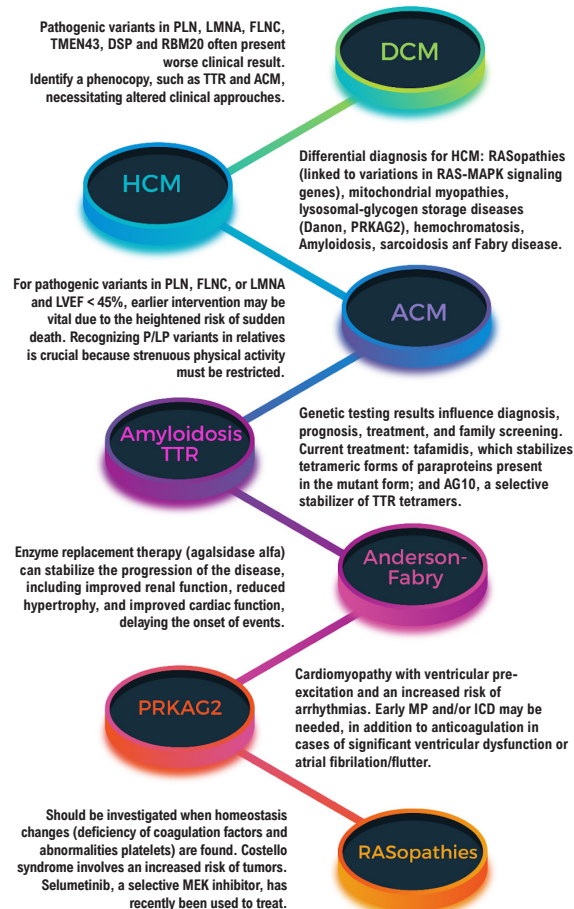 Pathogenic variants in PLN, LMNA, FLNC,
TMEN43, DSP and RBM20 often present
worse clinical result.
Identify a phenocopy, such as TTR and ACM,
necessitating altered clinical approuches.
DCM
HCM
Differential diagnosis for HCM: RASopathies
(linked to variations in RAS-MAPK signaling
genes), mitochondrial myopathies,
lysosomal-glycogen storage diseases
(Danon, PRKAG2), hemochromatosis,
Amyloidosis, sarcoidosis anf Fabry disease.
For pathogenic variants in PLN, FLNC, or LMNA
and LVEF < 45%, earlier intervention may be
vital due to the heightened risk of sudden
death. Recognizing P/LP variants in relatives
is crucial because strenuous physical activity
must be restricted.
ACM
Amyloidosis
TTR
Genetic testing results influence diagnosis,
prognosis, treatment, and family screening.
Current treatment: tafamidis, which stabilizes
tetrameric forms of paraproteins present
in the mutant form; and AG10, a selective
stabilizer of TTR tetramers.
Enzyme replacement therapy (agalsidase alfa)
can stabilize the progression of the disease,
including improved renal function, reduced
hypertrophy, and improved cardiac function,
delaying the onset of events.
Anderson-
Fabry
PRKAG2
Cardiomyopathy with ventricular pre-
excitation and an increased risk of
arrhythmias. Early MP and/or ICD may be
needed, in addition to anticoagulation in
cases of significant ventricular dysfunction or
atrial fibrilation/flutter.
Should be investigated when homeostasis
changes (deficiency of coagulation factors and
abnormalities platelets) are found. Costello
syndrome involves an increased risk of tumors.
Selumetinib, a selective MEK inhibitor, has
recently been used to treat.
RASopathies